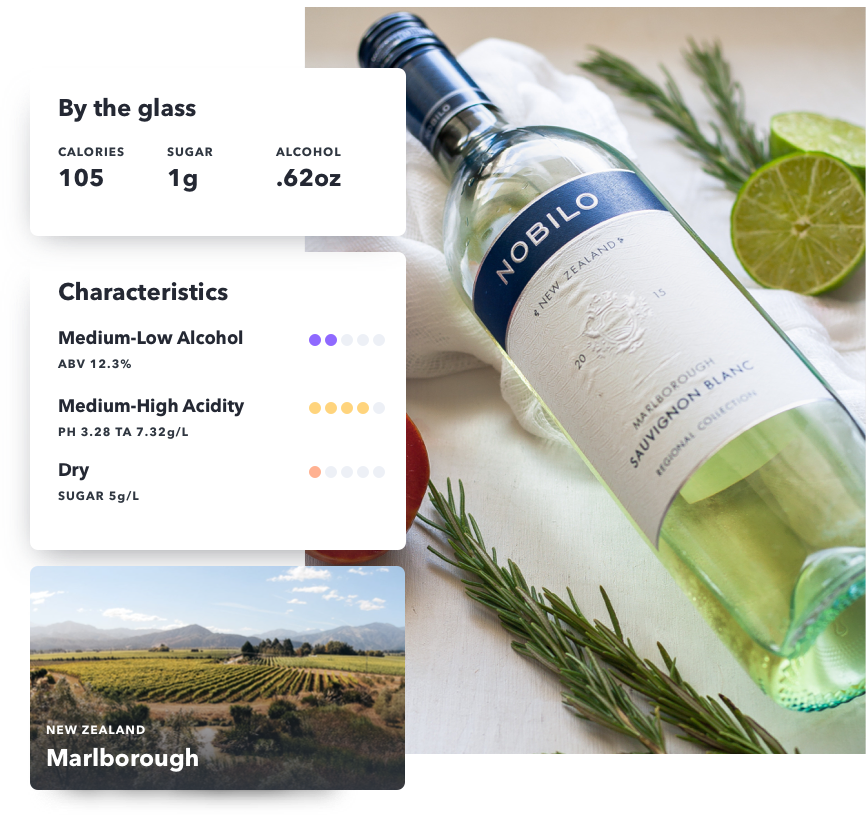 By the glass
CALORIES SUGAR ALCOHOL
105 1g .62oz
Characteristics
Medium-Low Alcohol
ABV 12.3%
Medium-High Acidity
PH 3.28 TA 7.32g/L
Dry
SUGAR 5g/L
NEW ZEALAND
Marlborough
NOBILO
NOBILO
NEW ZEALAND
20 15
MARLBOROUGH
SAUVIGNON BLANC
REGIONAL COLLECTION